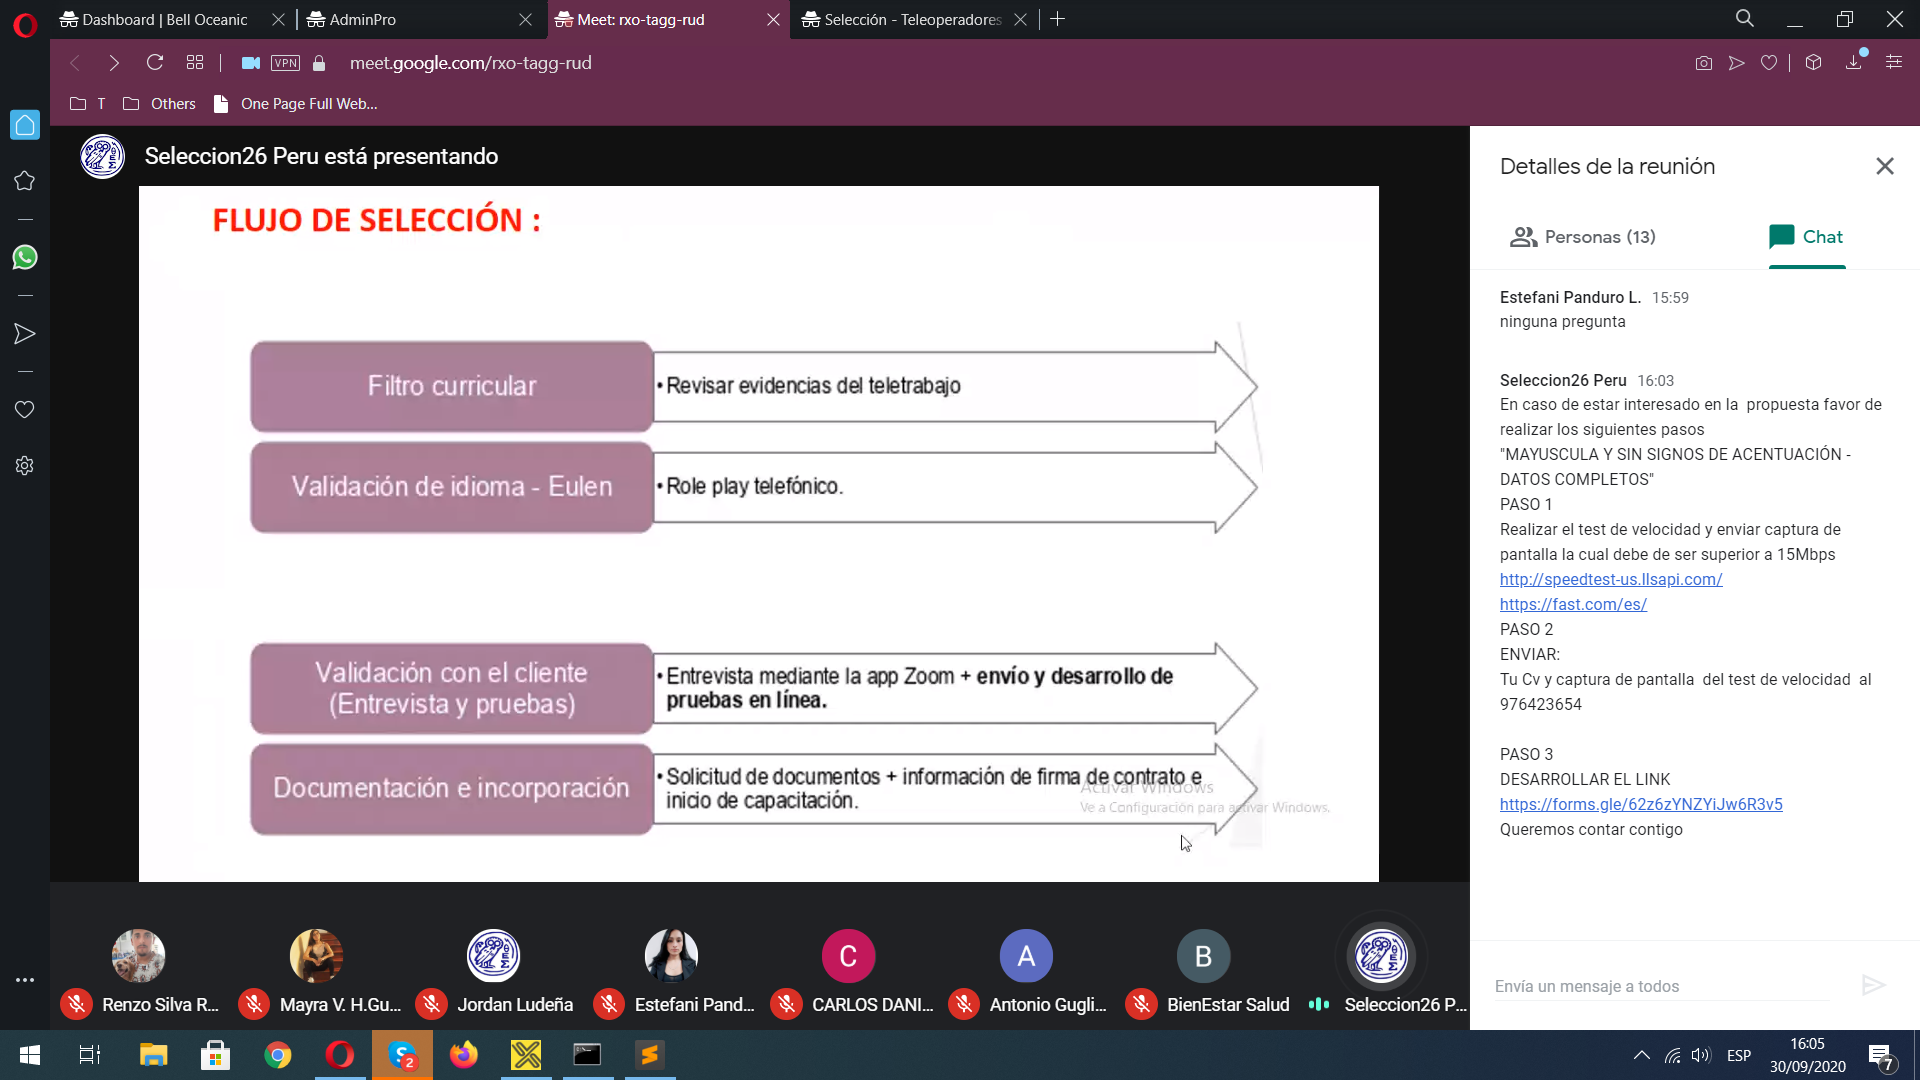 Dashboard | Bell Oceanic
AdminPro
Meet: rxo-tagg-rud
Selección - Teleoperadores
VPN
meet.google.com/rxo-tagg-rud
T
Others
One Page Full Web...
Seleccion26 Peru está presentando
FLUJO DE SELECCIÓN :
Filtro curricular
•Revisar evidencias del teletrabajo
Validación de idioma - Eulen
•Role play telefónico.
Validación con el cliente
(Entrevista y pruebas)
•Entrevista mediante la app Zoom + envío y desarrollo de
pruebas en línea.
Documentación e incorporación
•Solicitud de documentos + información de firma de contrato e
inicio de capacitación.
Activar Windows
Ve a Configuración para activar Windows.
Detalles de la reunión
Personas (13)
Chat
Estefani Panduro L. 15:59
ninguna pregunta
Seleccion26 Peru 16:03
En caso de estar interesado en la propuesta favor de
realizar los siguientes pasos
"MAYUSCULA Y SIN SIGNOS DE ACENTUACIÓN -
DATOS COMPLETOS"
PASO 1
Realizar el test de velocidad y enviar captura de
pantalla la cual debe de ser superior a 15Mbps
http://speedtest-us.llsapi.com/
https://fast.com/es/
PASO 2
ENVIAR:
Tu Cv y captura de pantalla del test de velocidad al
976423654
PASO 3
DESARROLLAR EL LINK
https://forms.gle/62z6zYNZYiJw6R3v5
Queremos contar contigo
Envía un mensaje a todos
C
A
B
Renzo Silva R...
Mayra V. H.Gu...
Jordan Ludeña
Estefani Pand...
CARLOS DANI...
Antonio Gugli...
BienEstar Salud
Seleccion26 P...
2
ESP
16:05
30/09/2020
7